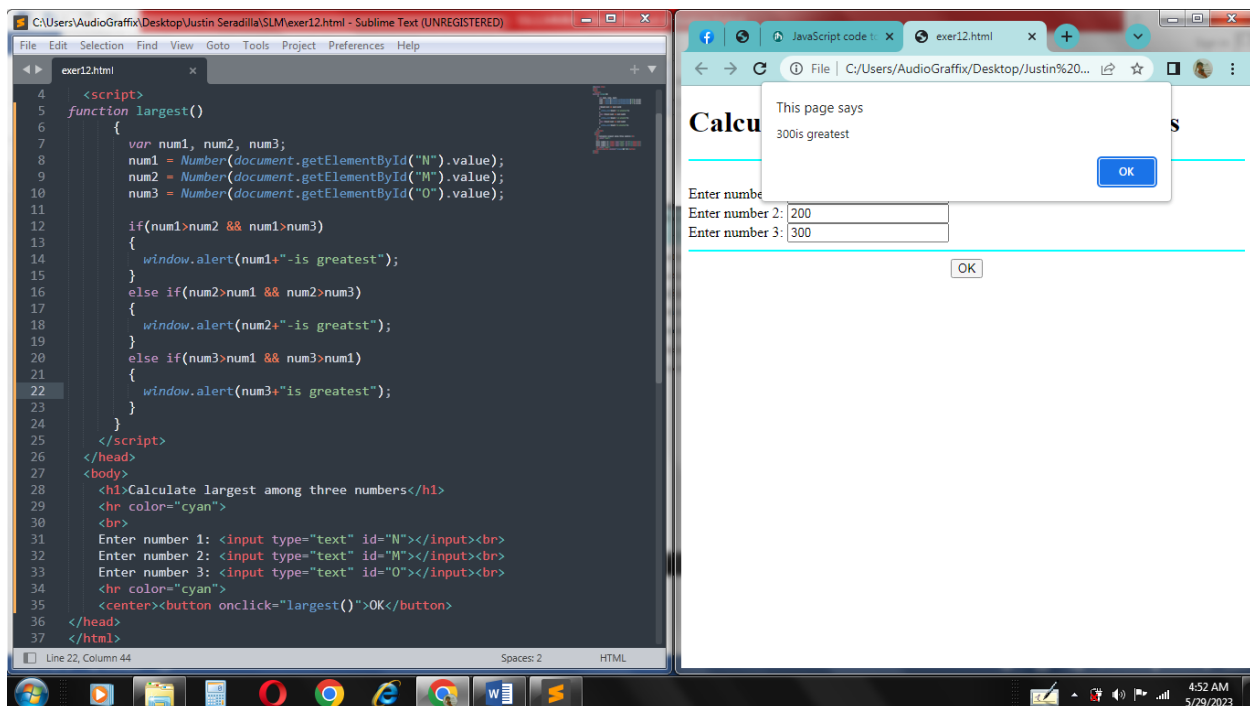 C:\Users\AudioGraffix\Desktop\Justin Seradilla\SLM\exer12.html - Sublime Text (UNREGISTERED)
File Edit Selection Find View Goto Tools Project Preferences Help
exer12.html
4 <script>
5 function largest()
6 {
7 var num1, num2, num3;
8 num1 = Number(document.getElementById("N").value);
9 num2 = Number(document.getElementById("M").value);
10 num3 = Number(document.getElementById("O").value);
11
12 if(num1>num2 && num1>num3)
13 {
14 window.alert(num1+"-is greatest");
15 }
16 else if(num2>num1 && num2>num3)
17 {
18 window.alert(num2+"-is greatst");
19 }
20 else if(num3>num1 && num3>num1)
21 {
22 window.alert(num3+"is greatest");
23 }
24 }
25 </script>
26 </head>
27 <body>
28 <h1>Calculate largest among three numbers</h1>
29 <hr color="cyan">
30 <br>
31 Enter number 1: <input type="text" id="N"></input><br>
32 Enter number 2: <input type="text" id="M"></input><br>
33 Enter number 3: <input type="text" id="O"></input><br>
34 <hr color="cyan">
35 <center><button onclick="largest()">OK</button>
36 </head>
37 </html>
Line 22, Column 44 Spaces: 2 HTML
JavaScript code to exer12.html
File C:/Users/AudioGraffix/Desktop/Justin%20...
This page says
300is greatest
OK
Calcu s
Enter numbe
Enter number 2: 200
Enter number 3: 300
OK
4:52 AM
5/29/2023